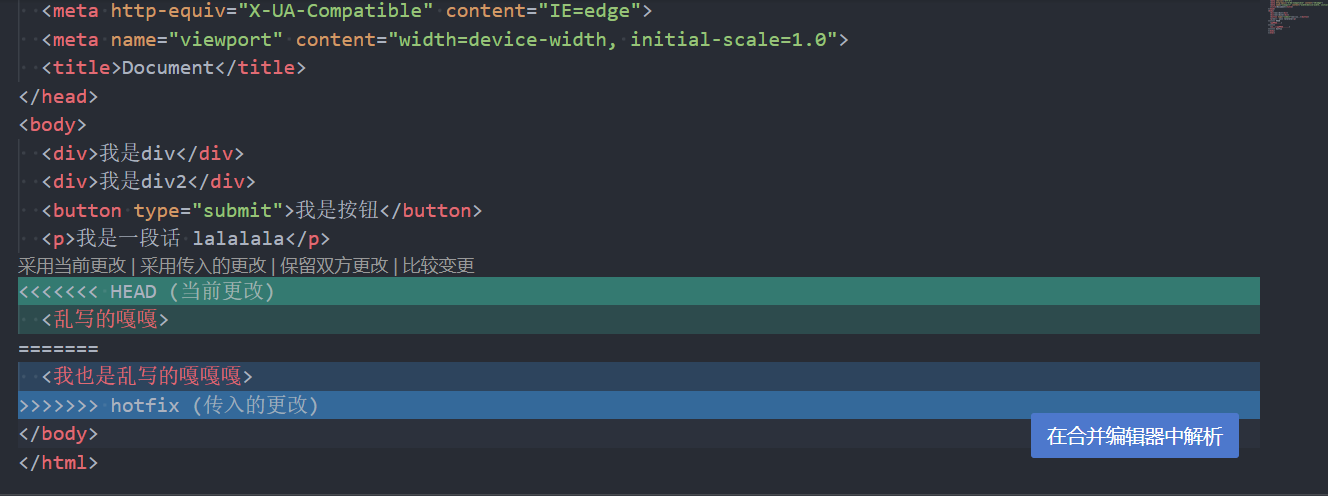 <meta http-equiv="X-UA-Compatible" content="IE=edge">
<meta name="viewport" content="width=device-width, initial-scale=1.0">
<title>Document</title>
</head>
<body>
<div>我是div</div>
<div>我是div2</div>
<button type="submit">我是按钮</button>
<p>我是一段话 lalalala</p>
采用当前更改 | 采用传入的更改 | 保留双方更改 | 比较变更
<<<<<<< HEAD (当前更改)
<乱写的嘎嘎>
=======
<我也是乱写的嘎嘎嘎>
>>>>>>> hotfix (传入的更改)
</body>
在合并编辑器中解析
</html>